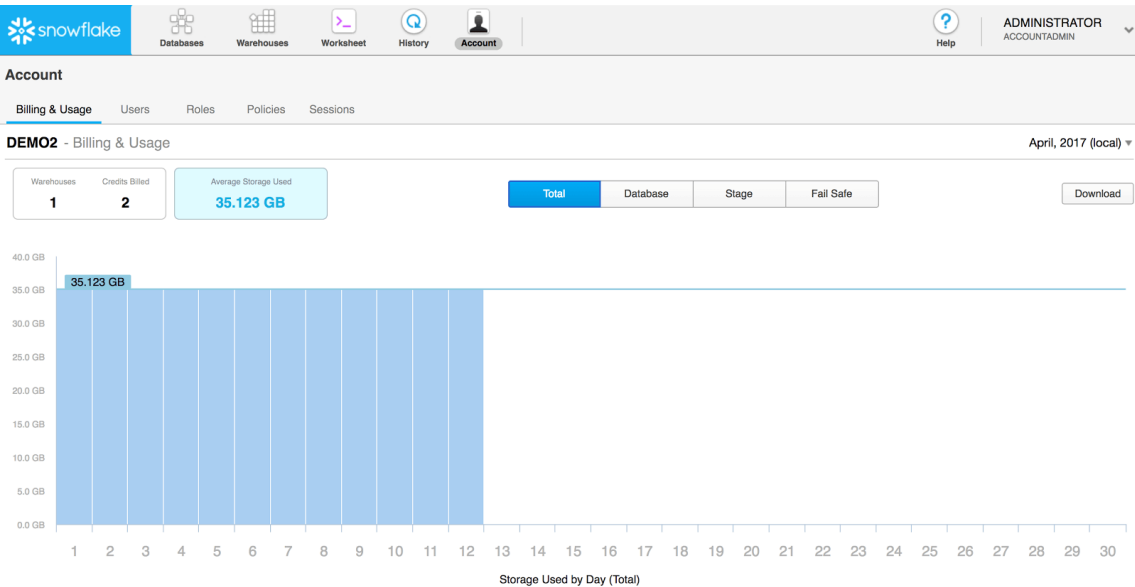 snowflake
Databases Warehouses Worksheet History Account Help
ADMINISTRATOR
ACCOUNTADMIN
Account
Billing & Usage Users Roles Policies Sessions
DEMO2 - Billing & Usage April, 2017 (local)
Warehouses Credits Billed Average Storage Used
1 2 35.123 GB
Total Database Stage Fail Safe Download
40.0 GB
35.123 GB
35.0 GB
30.0 GB
25.0 GB
20.0 GB
15.0 GB
10.0 GB
5.0 GB
0.0 GB
1 2 3 4 5 6 7 8 9 10 11 12 13 14 15 16 17 18 19 20 21 22 23 24 25 26 27 28 29 30
Storage Used by Day (Total)